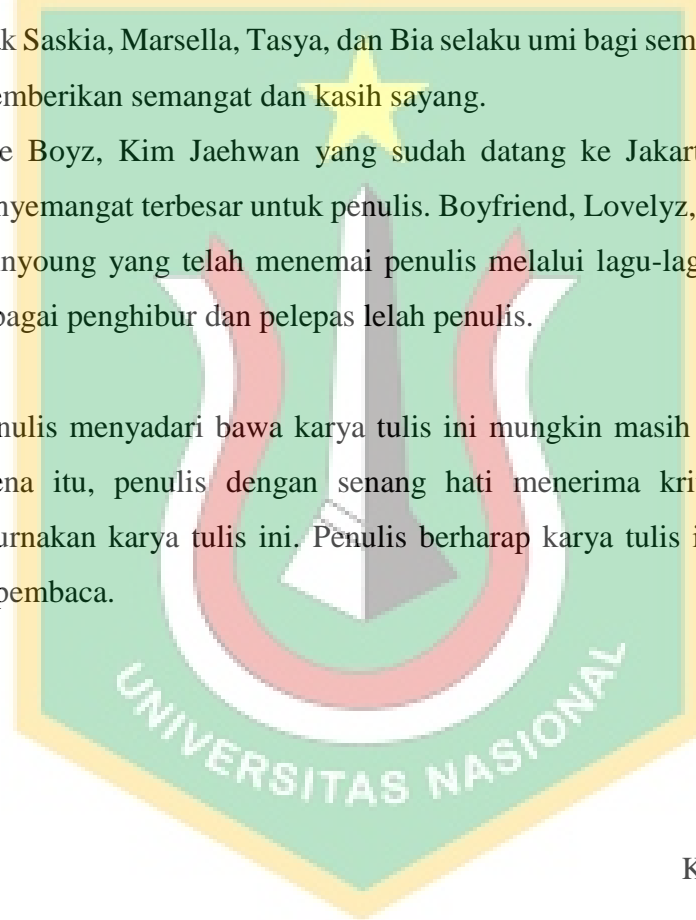 k Saskia, Marsella, Tasya, dan Bia selaku umi bagi sem
emberikan semangat dan kasih sayang.
e Boyz, Kim Jaehwan yang sudah datang ke Jakart
nyemangat terbesar untuk penulis. Boyfriend, Lovelyz,
nyoung yang telah menemai penulis melalui lagu-lag
bagai penghibur dan pelepas lelah penulis.
nulis menyadari bawa karya tulis ini mungkin masih
ena itu, penulis dengan senang hati menerima kri
urnakan karya tulis ini. Penulis berharap karya tulis i
pembaca.
UNIVERSITAS NASIONAL
K